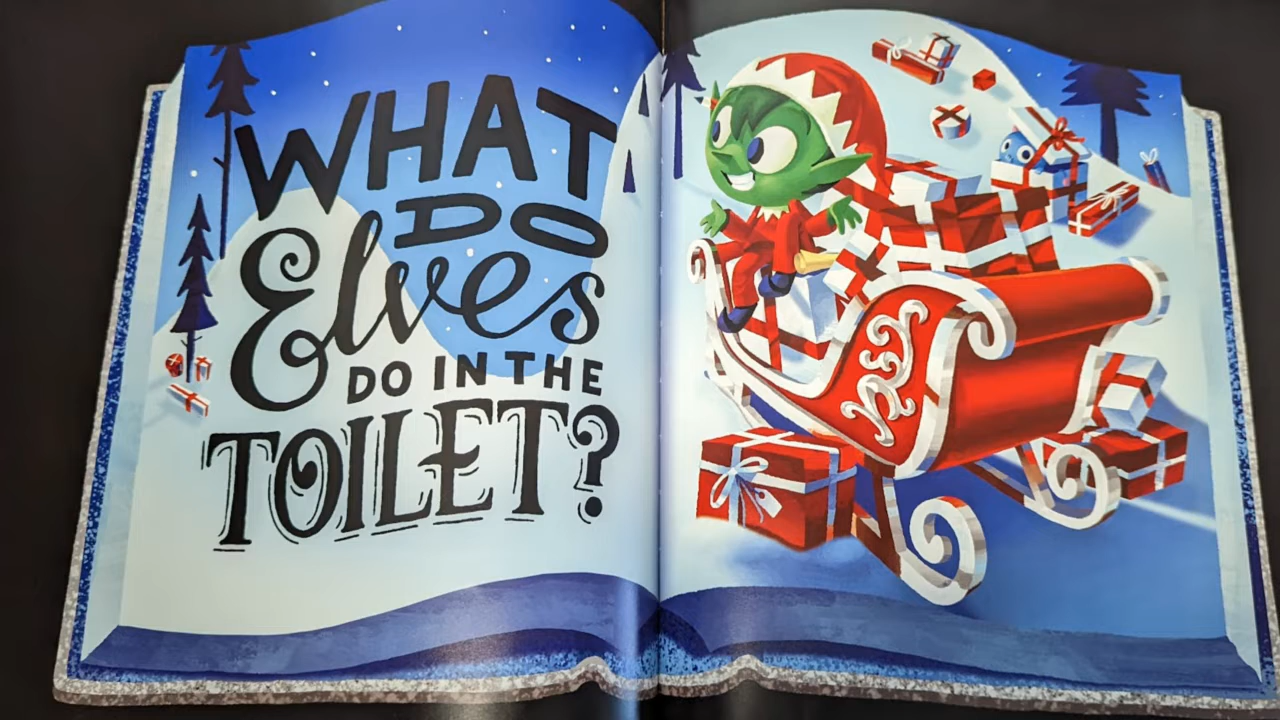 WHAT
DO
Elves
DO IN THE
TOILET?